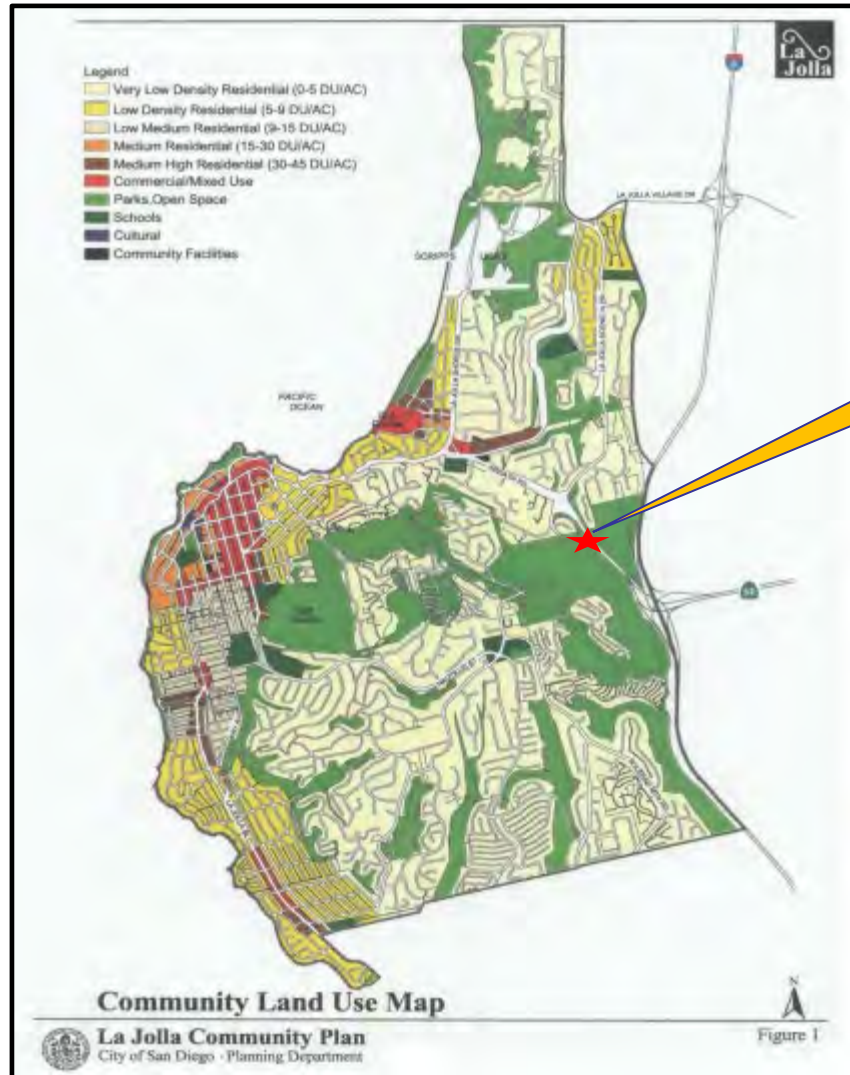 La
Jolla
Legend
Very Low Density Residential (0-5 DU/AC)
Low Density Residential (5-9 DU/AC)
Low Medium Residential (9-15 DU/AC)
Medium Residential (15-30 DU/AC)
Medium High Residential (30-45 DU/AC)
Commercial/Mixed Use
Parks,Open Space
Schools
Cultural
Community Facilities
LA JOLLA VILLAGE DR
SCRIPPS
PACIFIC
OCEAN
N
Community Land Use Map
La Jolla Community Plan
City of San Diego · Planning Department
Figure 1